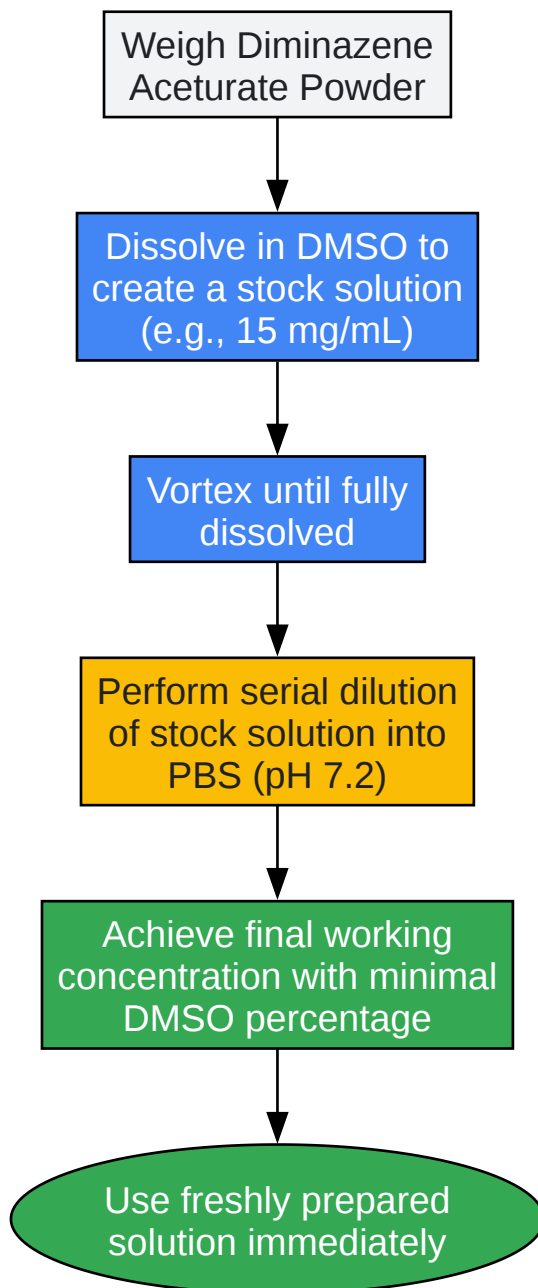 Weigh Diminazene
Aceturate Powder
Dissolve in DMSO to
create a stock solution
(e.g., 15 mg/mL)
Vortex until fully
dissolved
Perform serial dilution
of stock solution into
PBS (pH 7.2)
Achieve final working
concentration with minimal
DMSO percentage
Use freshly prepared
solution immediately